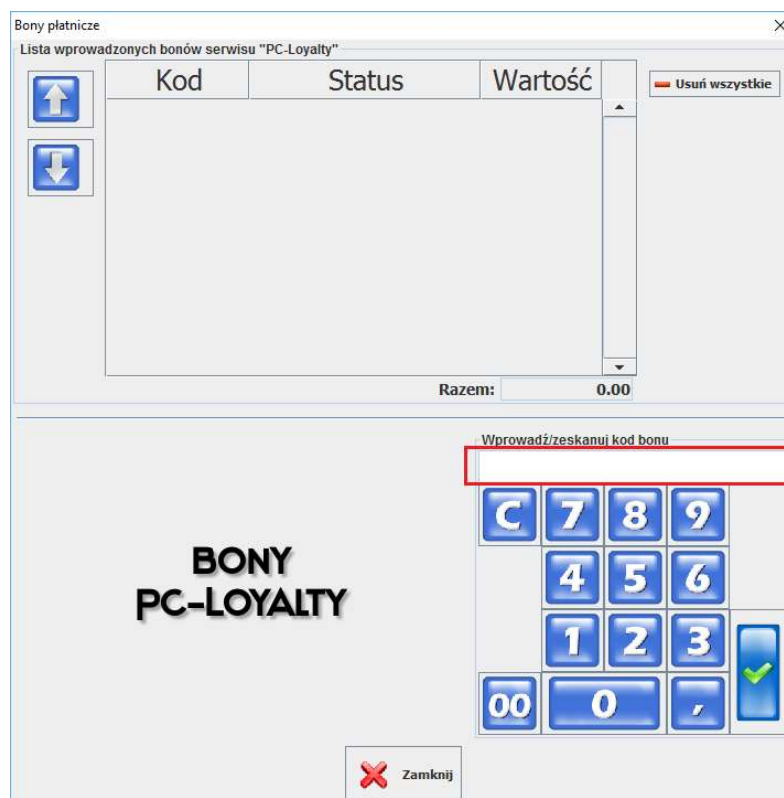 Bony płatnicze
Lista wprowadzonych bonów serwisu "PC-Loyalty"
Kod Status Wartość
Usuń wszystkie
Razem: 0.00
Wprowadź/zeskanuj kod bonu
C 7 8 9
4 5 6
1 2 3
00 0 ,
BONY
PC-LOYALTY
Zamknij